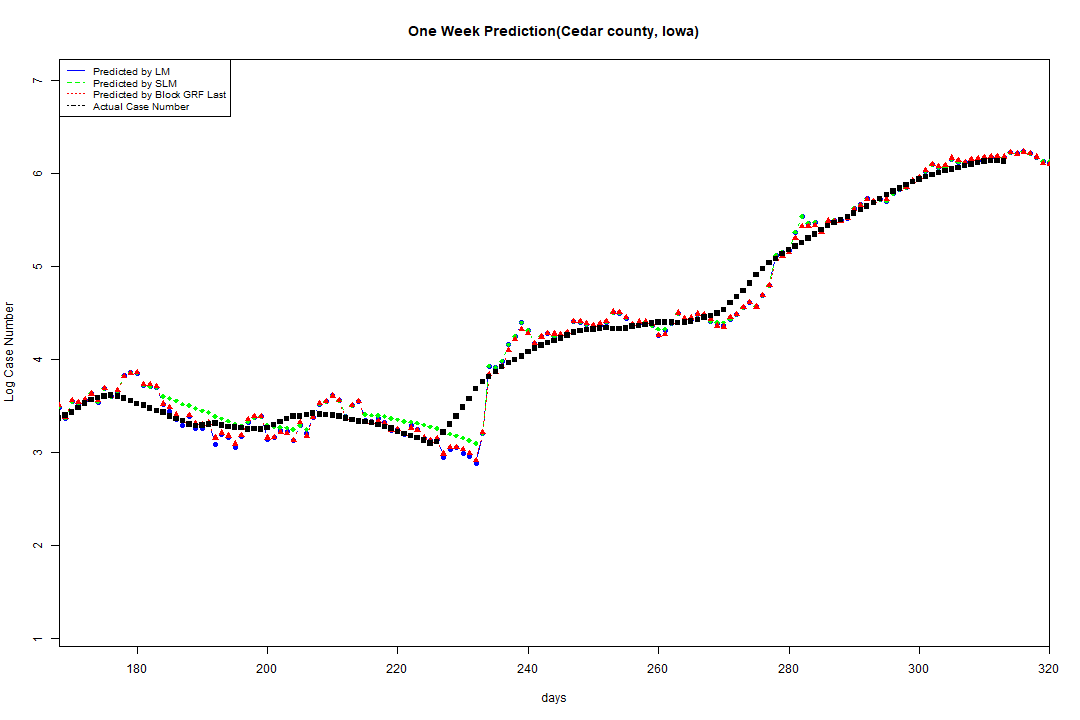 One Week Prediction(Cedar county, Iowa)
Predicted by LM
Predicted by SLM
Predicted by Block GRF Last
Actual Case Number
7
6
5
4
3
2
1
Log Case Number
180 200 220 240 260 280 300 320
days